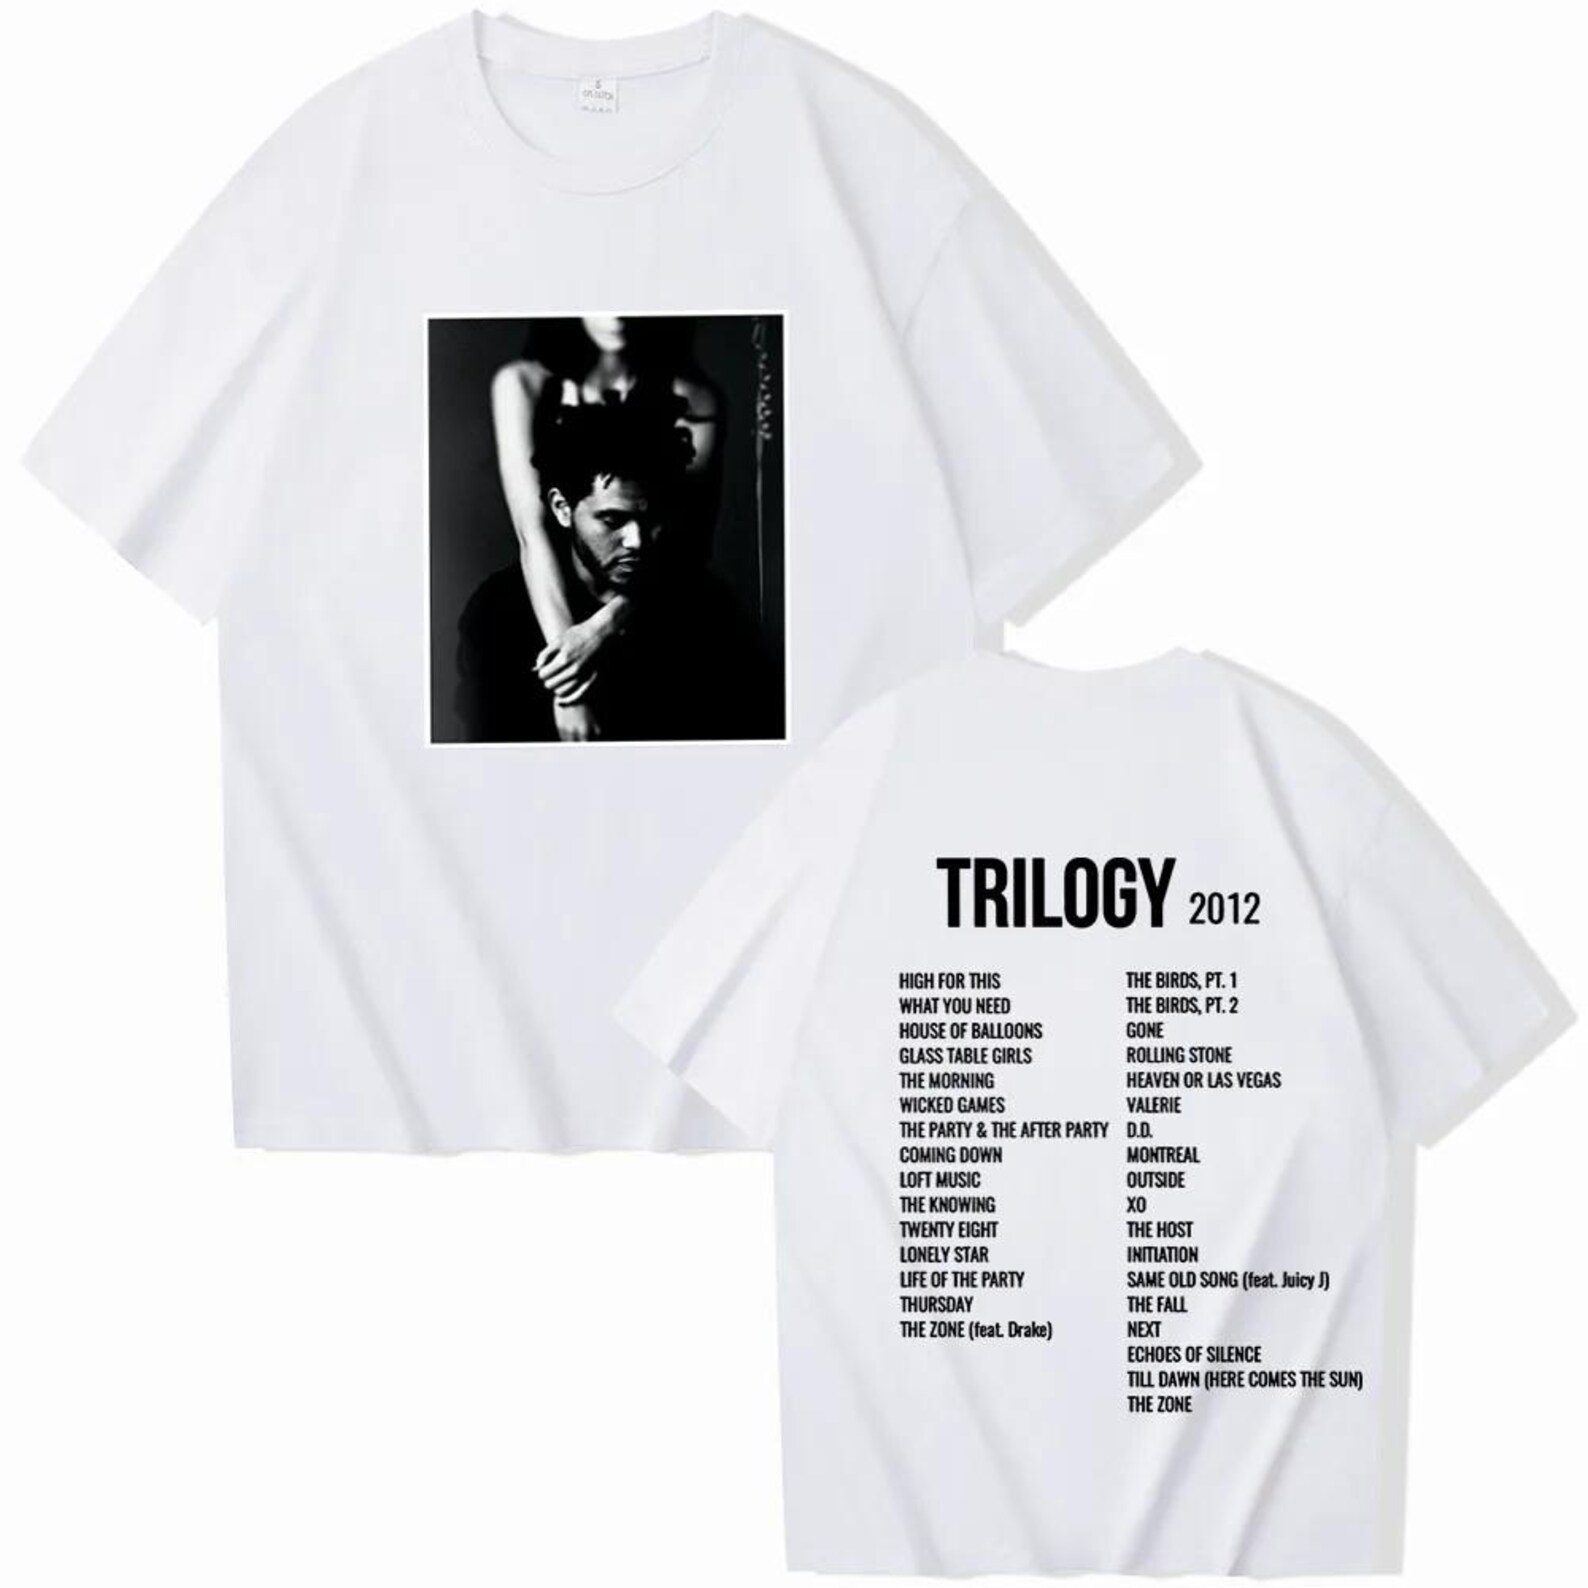 TRILOGY 2012
HIGH FOR THIS
WHAT YOU NEED
HOUSE OF BALLOONS
GLASS TABLE GIRLS
THE MORNING
WICKED GAMES
THE PARTY & THE AFTER PARTY
COMING DOWN
LOFT MUSIC
THE KNOWING
TWENTY EIGHT
LONELY STAR
LIFE OF THE PARTY
THURSDAY
THE ZONE (feat. Drake)
THE BIRDS, PT. 1
THE BIRDS, PT. 2
GONE
ROLLING STONE
HEAVEN OR LAS VEGAS
VALERIE
D.D.
MONTREAL
OUTSIDE
XO
THE HOST
INITIATION
SAME OLD SONG (feat. Juicy J)
THE FALL
NEXT
ECHOES OF SILENCE
TILL DAWN (HERE COMES THE SUN)
THE ZONE